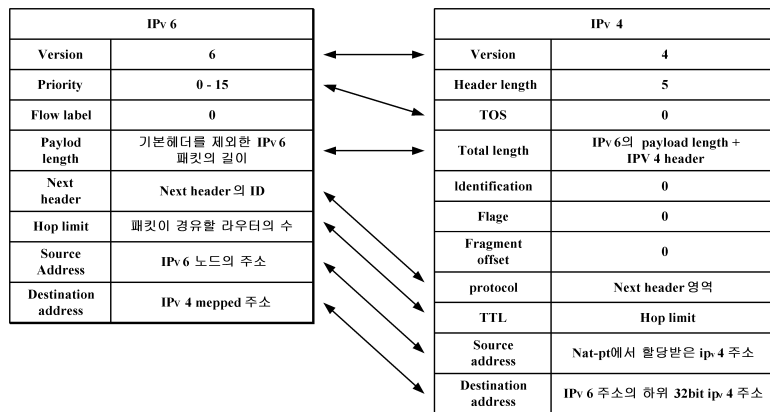 IPv 6
Version 6
Priority 0 - 15
Flow label 0
Paylod length 기본헤더를 제외한 IPv 6 패킷의 길이
Next header Next header 의 ID
Hop limit 패킷이 경유할 라우터의 수
Source Address IPv 6 노드의 주소
Destination address IPv 4 mepped 주소
IPv 4
Version 4
Header length 5
TOS 0
Total length IPv 6의 payload length + IPV 4 header
Identification 0
Flage 0
Fragment offset 0
protocol Next header 영역
TTL Hop limit
Source address Nat-pt에서 할당받은 ipv 4 주소
Destination address IPv 6 주소의 하위 32bit ipv 4 주소